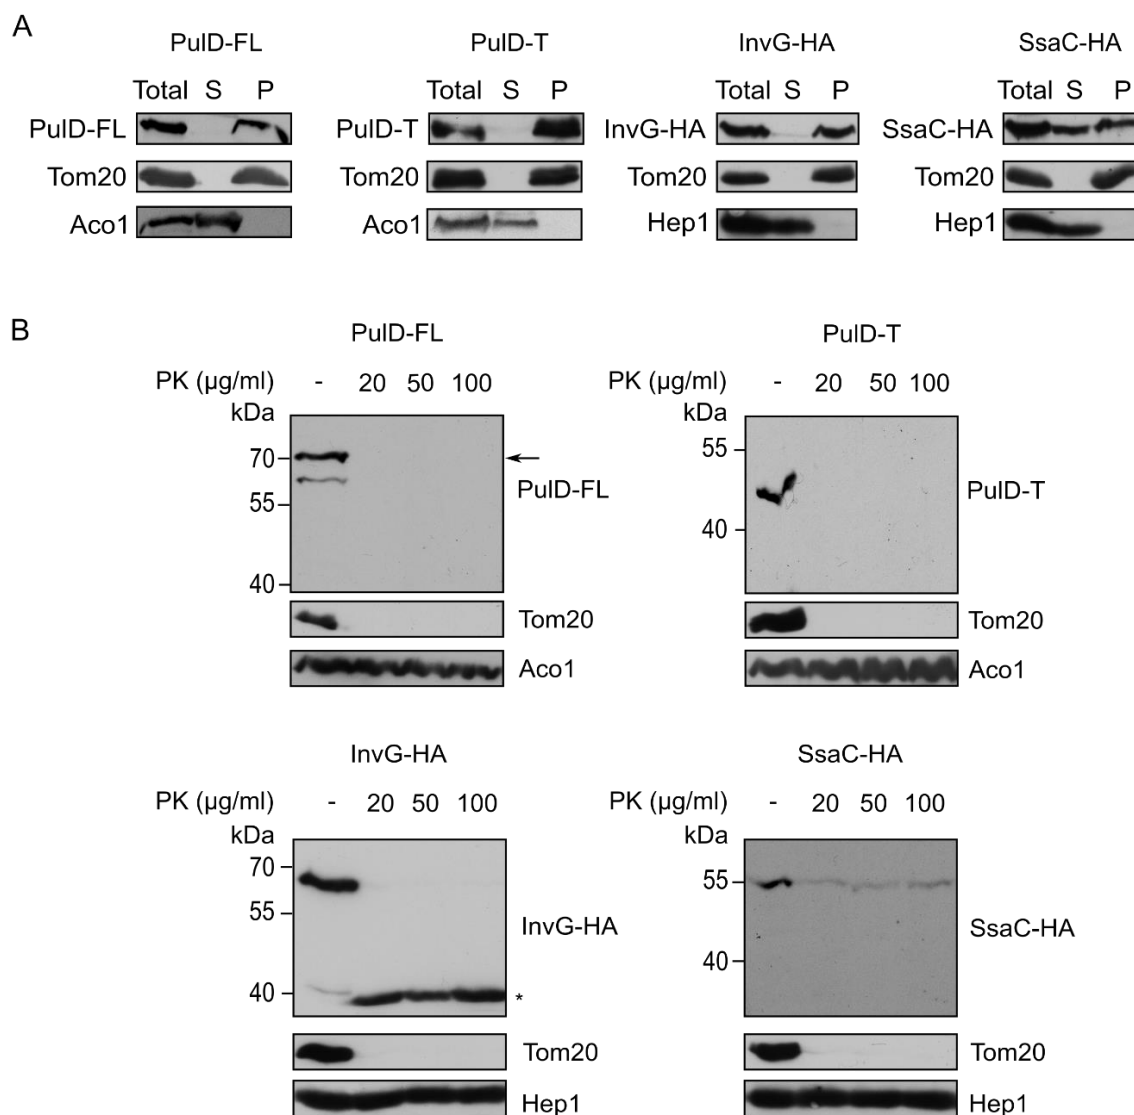 A
PulD-FL PulD-T InvG-HA SsaC-HA
Total S P Total S P Total S P Total S P
PulD-FL PulD-T InvG-HA SsaC-HA
Tom20 Tom20 Tom20 Tom20
Aco1 Aco1 Hep1 Hep1
B
PulD-FL PulD-T
PK (µg/ml) - 20 50 100 PK (µg/ml) - 20 50 100
kDa kDa
70 55
PulD-FL PulD-T
55 40
40
Tom20 Tom20
Aco1 Aco1
InvG-HA SsaC-HA
PK (µg/ml) - 20 50 100 PK (µg/ml) - 20 50 100
kDa kDa
70 55
55
InvG-HA SsaC-HA
40 * 40
Tom20 Tom20
Hep1 Hep1